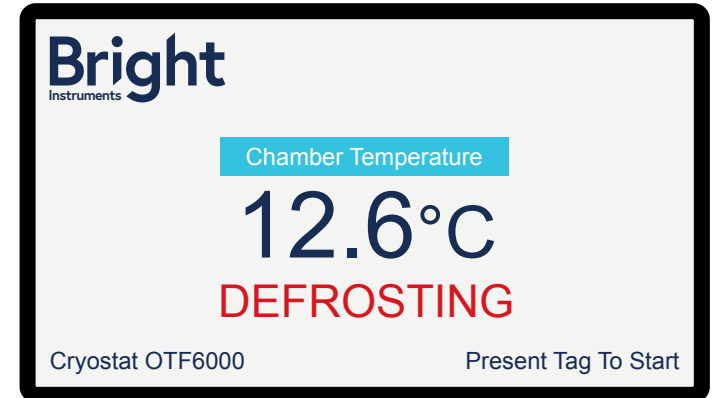 Bright
Instruments
Chamber Temperature
12.6°C
DEFROSTING
Cryostat OTF6000
Present Tag To Start